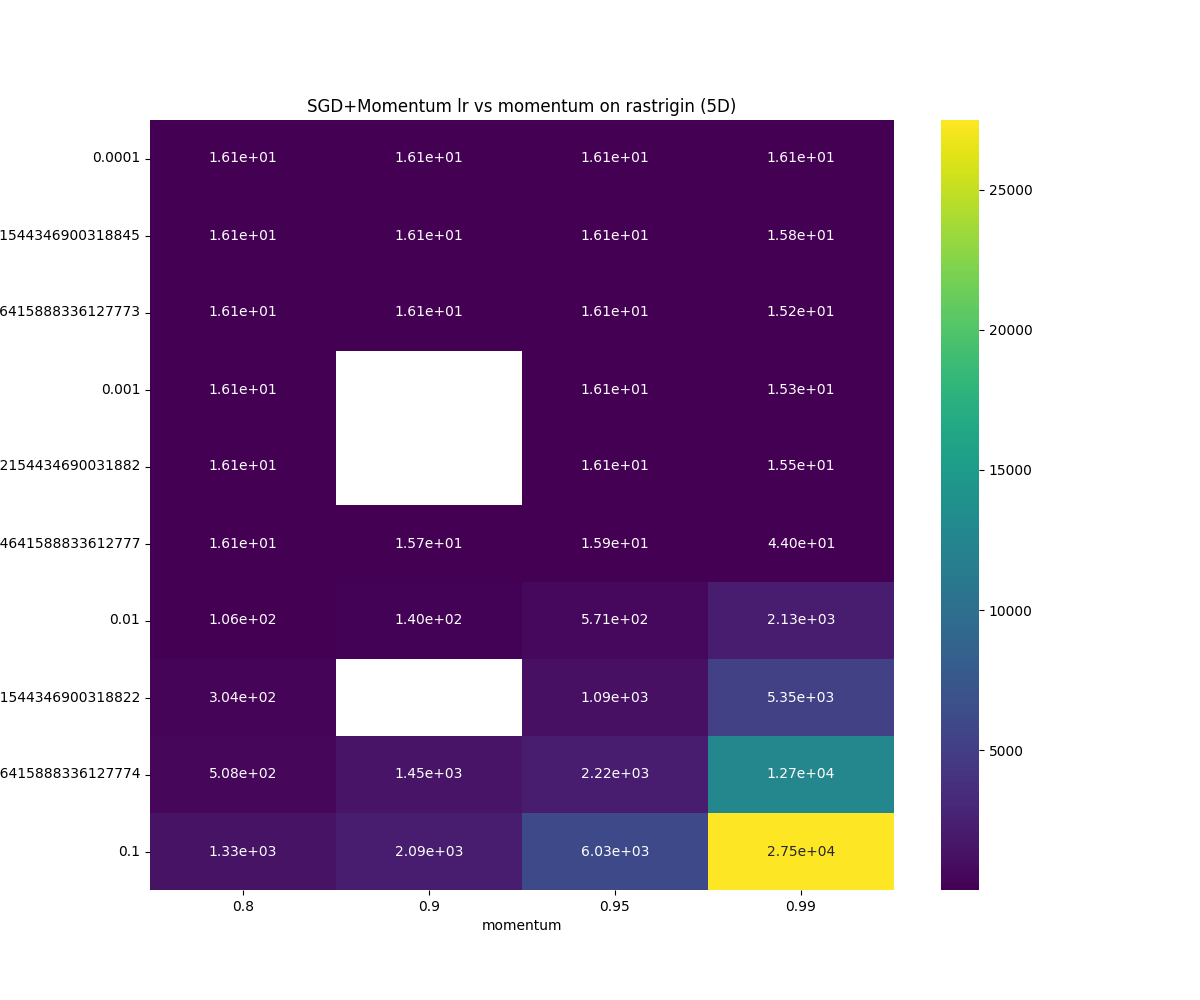 SGD+Momentum lr vs momentum on rastrigin (5D)
0.0001 1.61e+01 1.61e+01 1.61e+01 1.61e+01
1544346900318845 1.61e+01 1.61e+01 1.61e+01 1.58e+01
6415888336127773 1.61e+01 1.61e+01 1.61e+01 1.52e+01
0.001 1.61e+01 1.61e+01 1.53e+01
2154434690031882 1.61e+01 1.61e+01 1.55e+01
4641588833612777 1.61e+01 1.57e+01 1.59e+01 4.40e+01
0.01 1.06e+02 1.40e+02 5.71e+02 2.13e+03
1544346900318822 3.04e+02 1.09e+03 5.35e+03
6415888336127774 5.08e+02 1.45e+03 2.22e+03 1.27e+04
0.1 1.33e+03 2.09e+03 6.03e+03 2.75e+04
0.8 0.9 0.95 0.99
momentum
25000
20000
15000
10000
5000